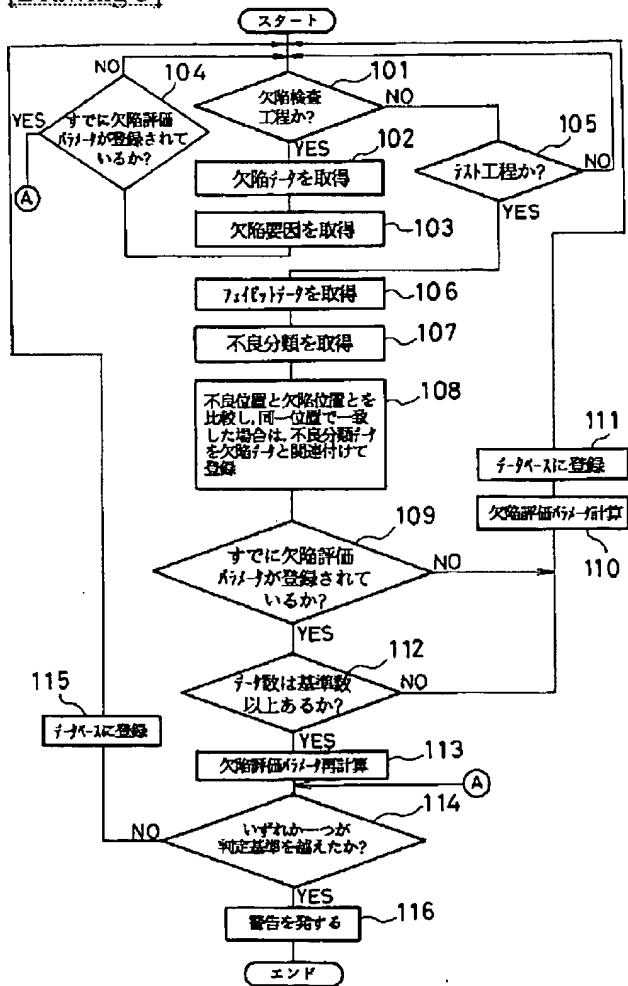 スタート
NO
104
101
欠陥検査
工程か?
NO
YES
すでに欠陥評価
パラメータが登録されて
いるか?
105
YES
102
テスト工程か?
NO
A
欠陥データを取得
YES
欠陥要因を取得
103
フェイビットデータを取得
106
107
不良分類を取得
108
不良位置と欠陥位置とを
比較し,同一位置で一致
した場合は,不良分類データ
を欠陥データと関連付けて
登録
111
データベースに登録
109
欠陥評価パラメータ計算
110
すでに欠陥評価
パラメータが登録されて
いるか?
NO
YES
112
115
データ数は基準数
以上あるか?
NO
データベースに登録
YES
113
欠陥評価パラメータ再計算
A
114
NO
いずれか一つが
判定基準を越えたか?
YES
警告を発する
116
エンド